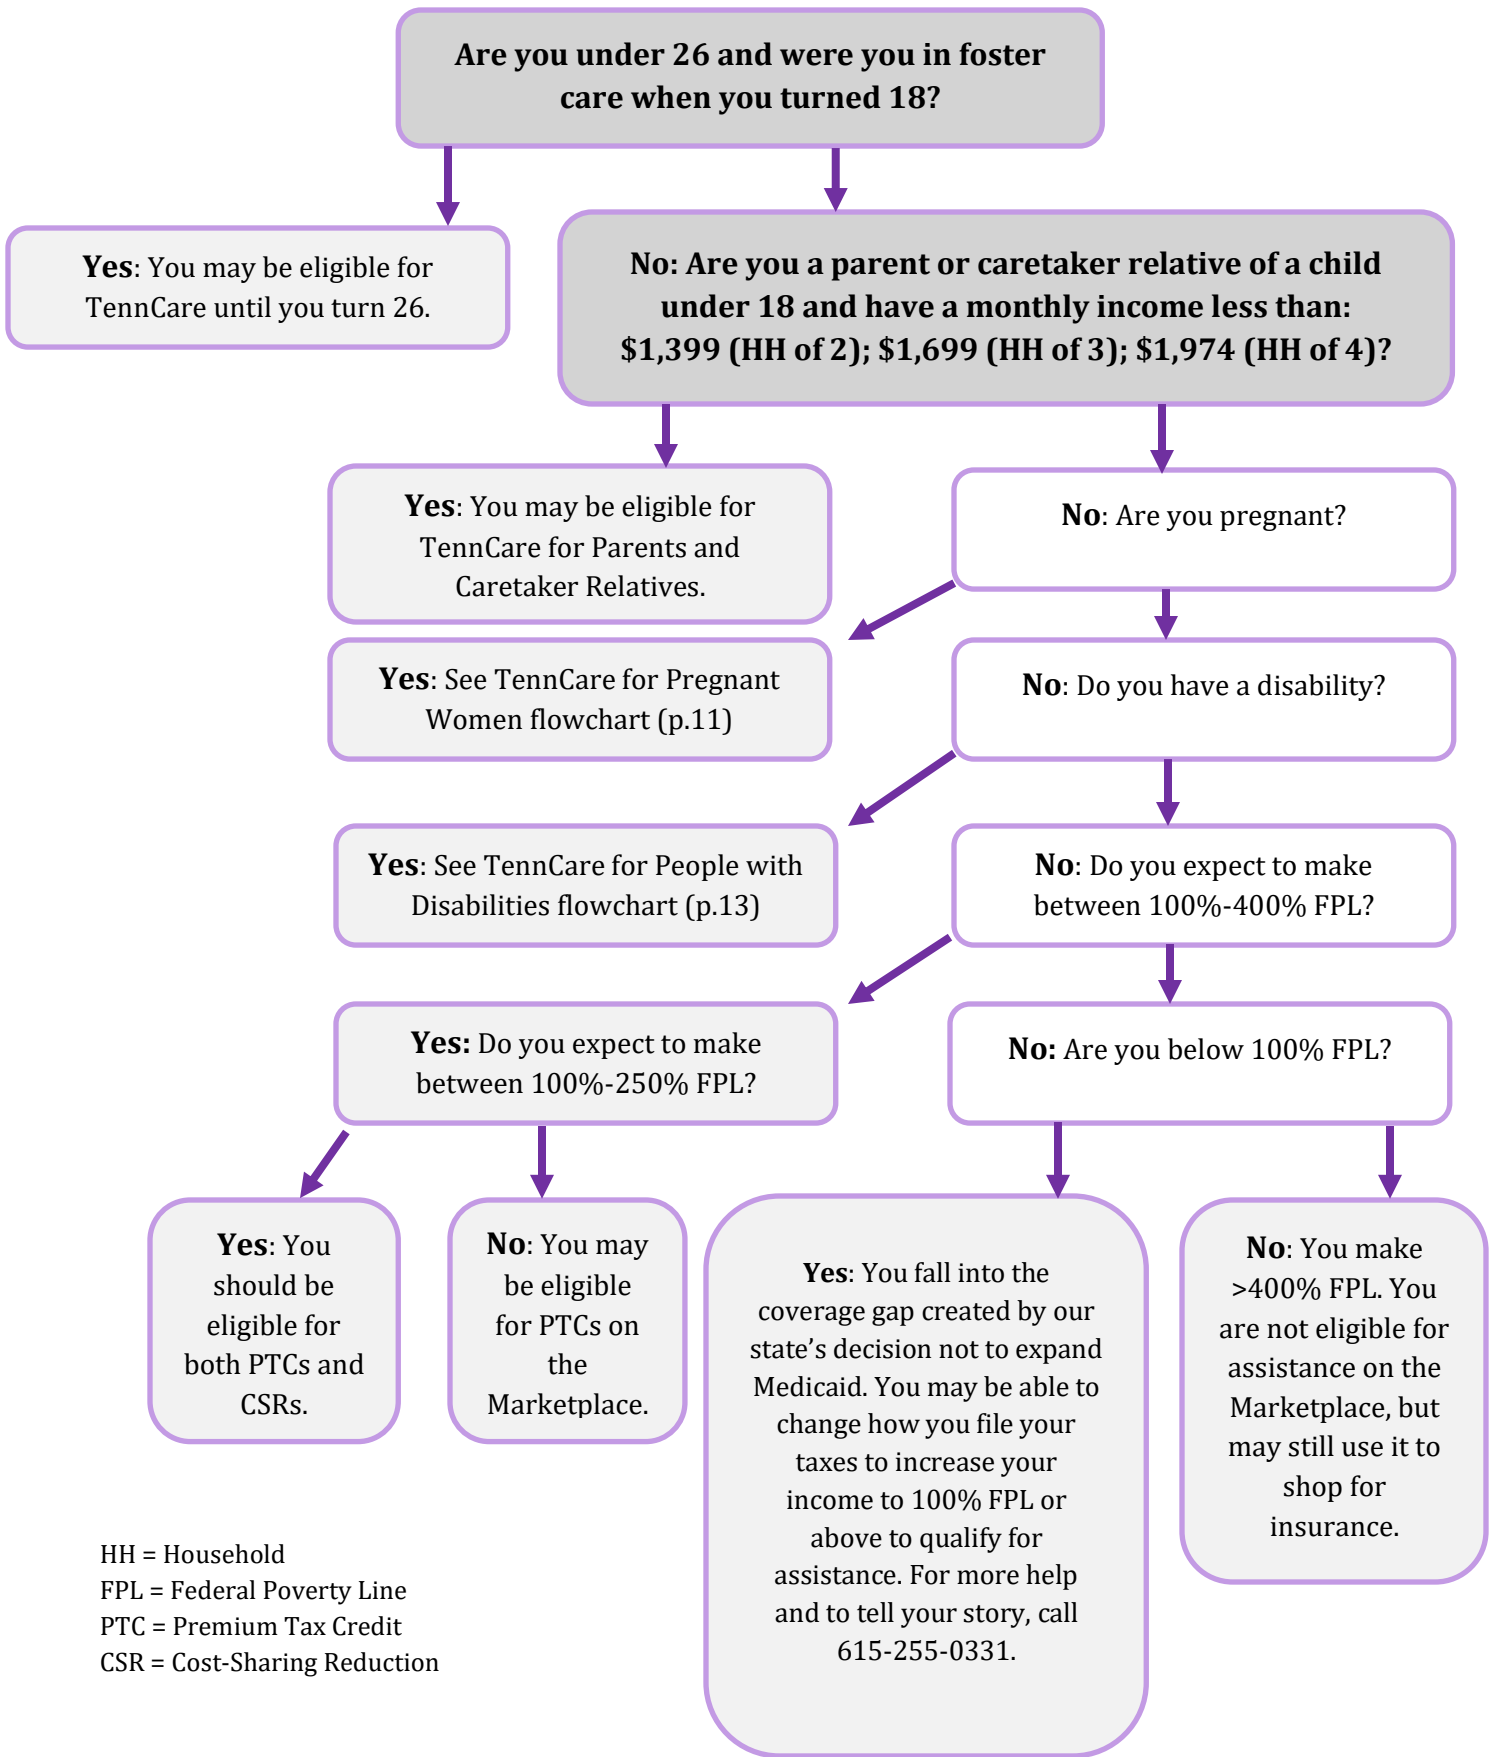 Are you under 26 and were you in foster
care when you turned 18?
Yes: You may be eligible for
TennCare until you turn 26.
No: Are you a parent or caretaker relative of a child
under 18 and have a monthly income less than:
$1,399 (HH of 2); $1,699 (HH of 3); $1,974 (HH of 4)?
Yes: You may be eligible for
TennCare for Parents and
Caretaker Relatives.
No: Are you pregnant?
Yes: See TennCare for Pregnant
Women flowchart (p.11)
No: Do you have a disability?
Yes: See TennCare for People with
Disabilities flowchart (p.13)
No: Do you expect to make
between 100%-400% FPL?
Yes: Do you expect to make
between 100%-250% FPL?
No: Are you below 100% FPL?
Yes: You
should be
eligible for
both PTCs and
CSRs.
No: You may
be eligible
for PTCs on
the
Marketplace.
Yes: You fall into the
coverage gap created by our
state’s decision not to expand
Medicaid. You may be able to
change how you file your
taxes to increase your
income to 100% FPL or
above to qualify for
assistance. For more help
and to tell your story, call
615-255-0331.
No: You make
>400% FPL. You
are not eligible for
assistance on the
Marketplace, but
may still use it to
shop for
insurance.
HH = Household
FPL = Federal Poverty Line
PTC = Premium Tax Credit
CSR = Cost-Sharing Reduction